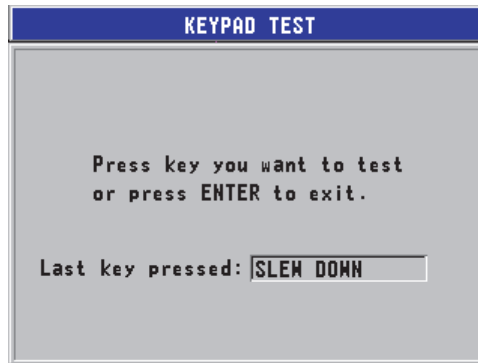 KEYPAD TEST
Press key you want to test
or press ENTER to exit.
Last key pressed: SLEW DOWN